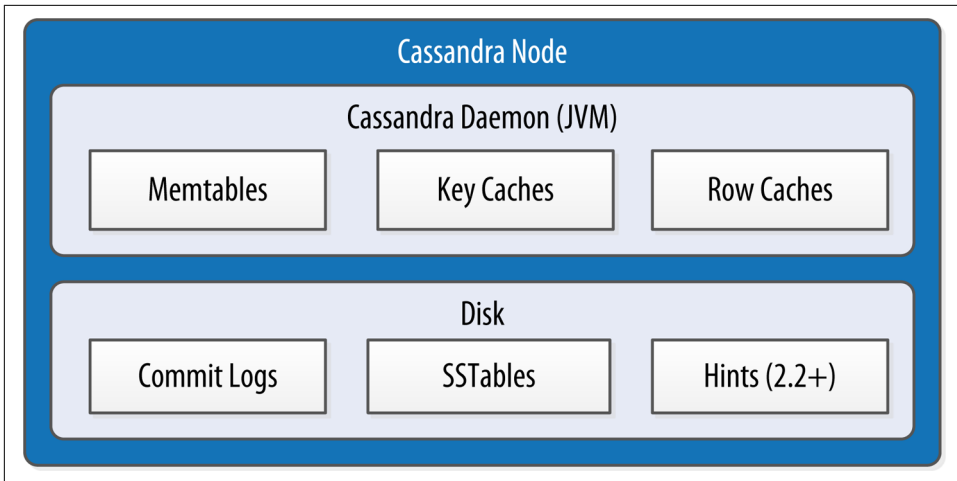 Cassandra Node
Cassandra Daemon (JVM)
Memtables
Key Caches
Row Caches
Disk
Commit Logs
SSTables
Hints (2.2+)